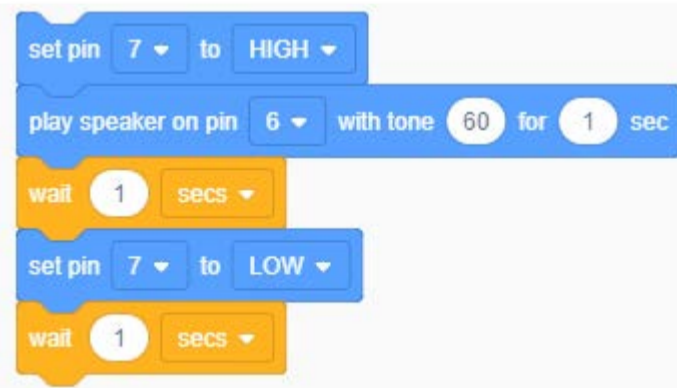 set pin 7 to HIGH
play speaker on pin 6 with tone 60 for 1 sec
wait 1 secs
set pin 7 to LOW
wait 1 secs